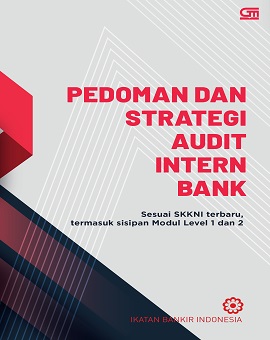 GM
PEDOMAN DAN
STRATEGI
AUDIT
INTERN
BANK
Sesuai SKKNI terbaru,
termasuk sisipan Modul Level 1 dan 2
IKATAN BANKIR INDONESIA